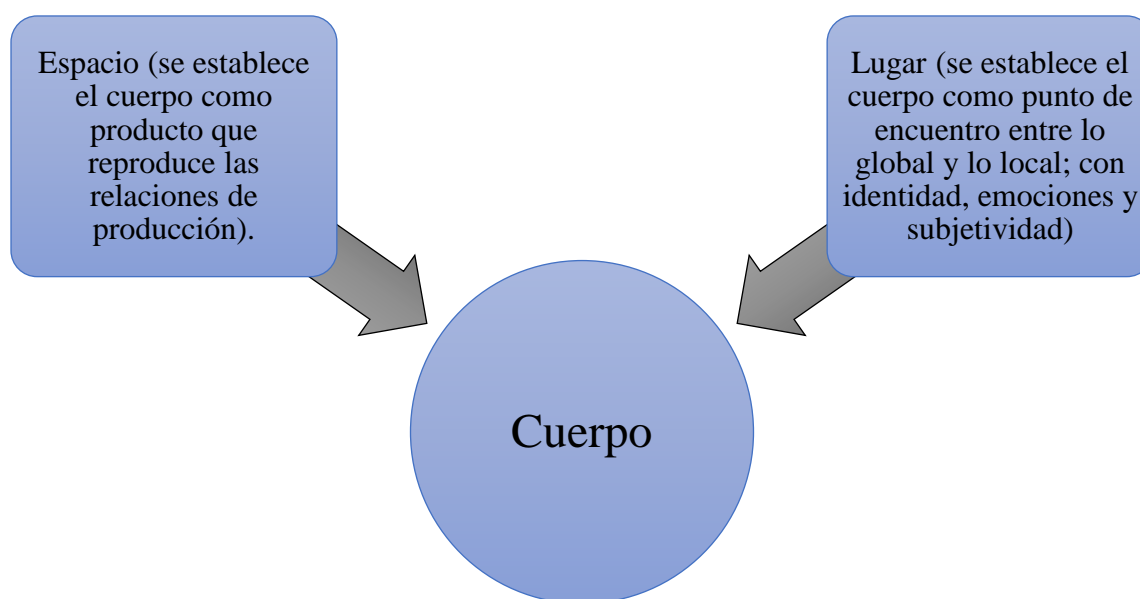 Espacio (se establece
el cuerpo como
producto que
reproduce las
relaciones de
producción).
Lugar (se establece el
cuerpo como punto de
encuentro entre lo
global y lo local; con
identidad, emociones y
subjetividad)
Cuerpo